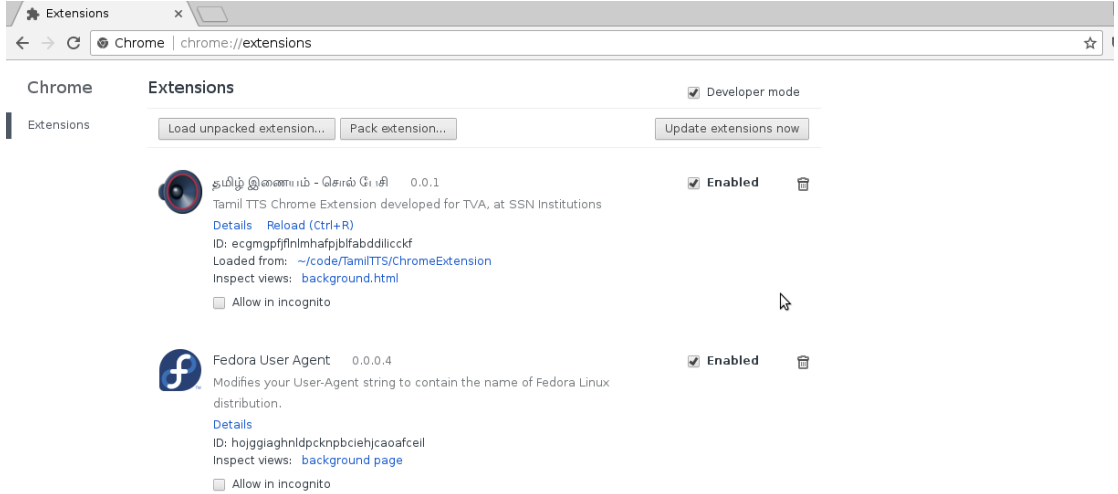 Extensions
Chrome | chrome://extensions
Chrome
Extensions
Developer mode
Extensions
Load unpacked extension...
Pack extension...
Update extensions now
தமிழ் இணையம் - சொல் பேசி 0.0.1
Enabled
Tamil TTS Chrome Extension developed for TVA, at SSN Institutions
Details Reload (Ctrl+R)
ID: ecgmgpfjflnlmhafpjblfabddilicckf
Loaded from: ~/code/TamilTTS/ChromeExtension
Inspect views: background.html
Allow in incognito
Fedora User Agent 0.0.0.4
Enabled
Modifies your User-Agent string to contain the name of Fedora Linux
distribution.
Details
ID: hojggiaghnldpcknpbciehjcaoafceil
Inspect views: background page
Allow in incognito